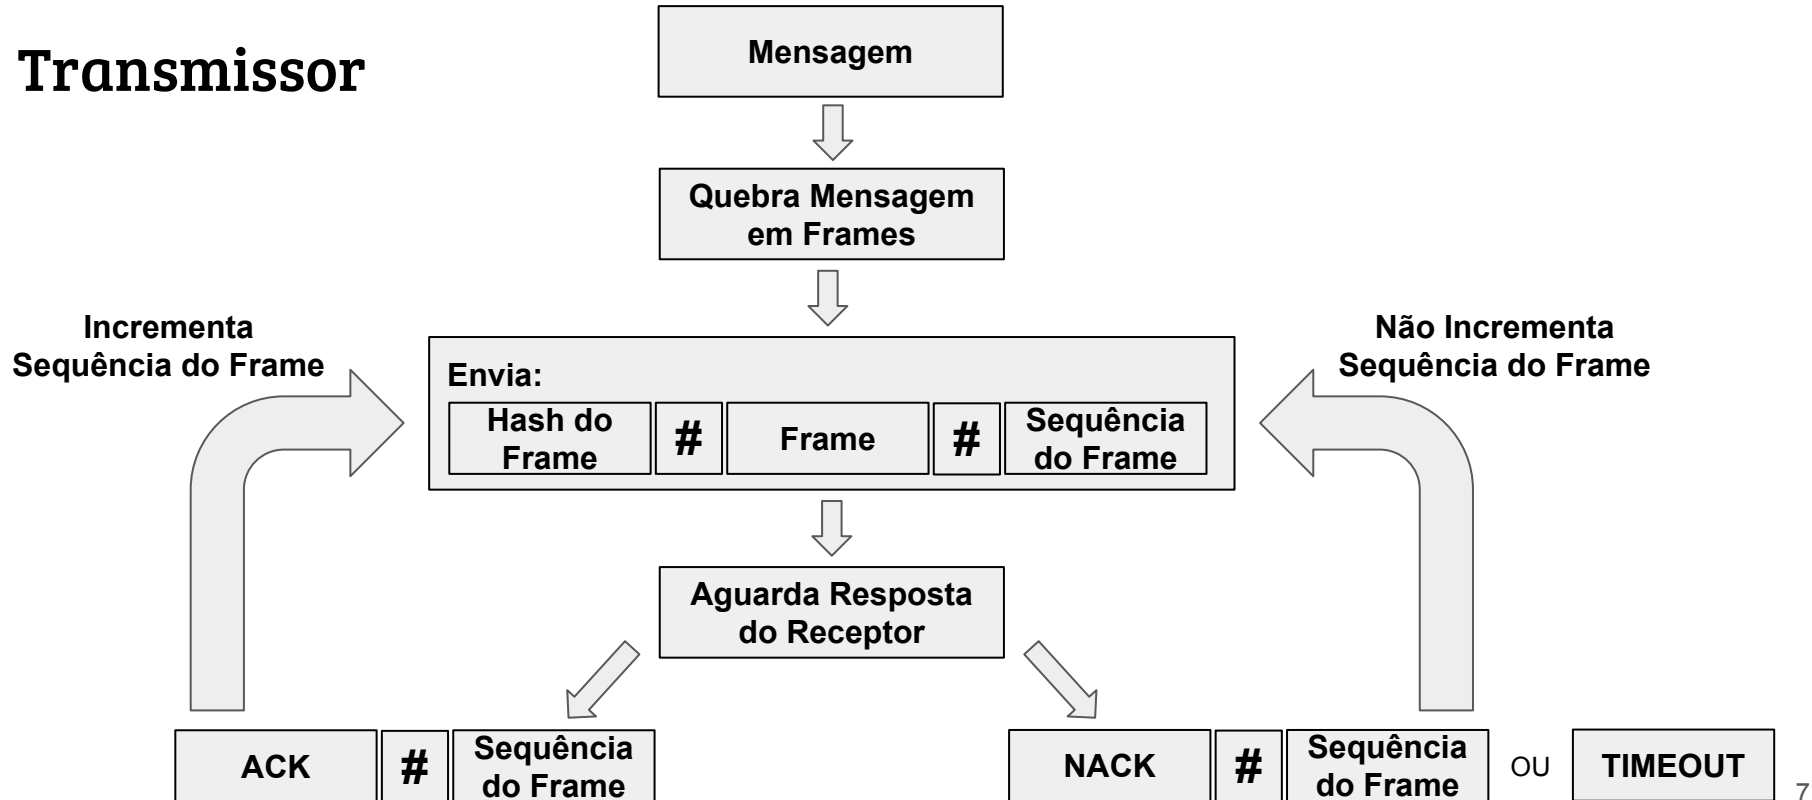 Transmissor
Mensagem
Quebra Mensagem
em Frames
Incrementa
Sequência do Frame
Não Incrementa
Sequência do Frame
Envia:
Hash do
Frame
#
Frame
#
Sequência
do Frame
Aguarda Resposta
do Receptor
ACK
#
Sequência
do Frame
NACK
#
Sequência
do Frame
OU
TIMEOUT
7